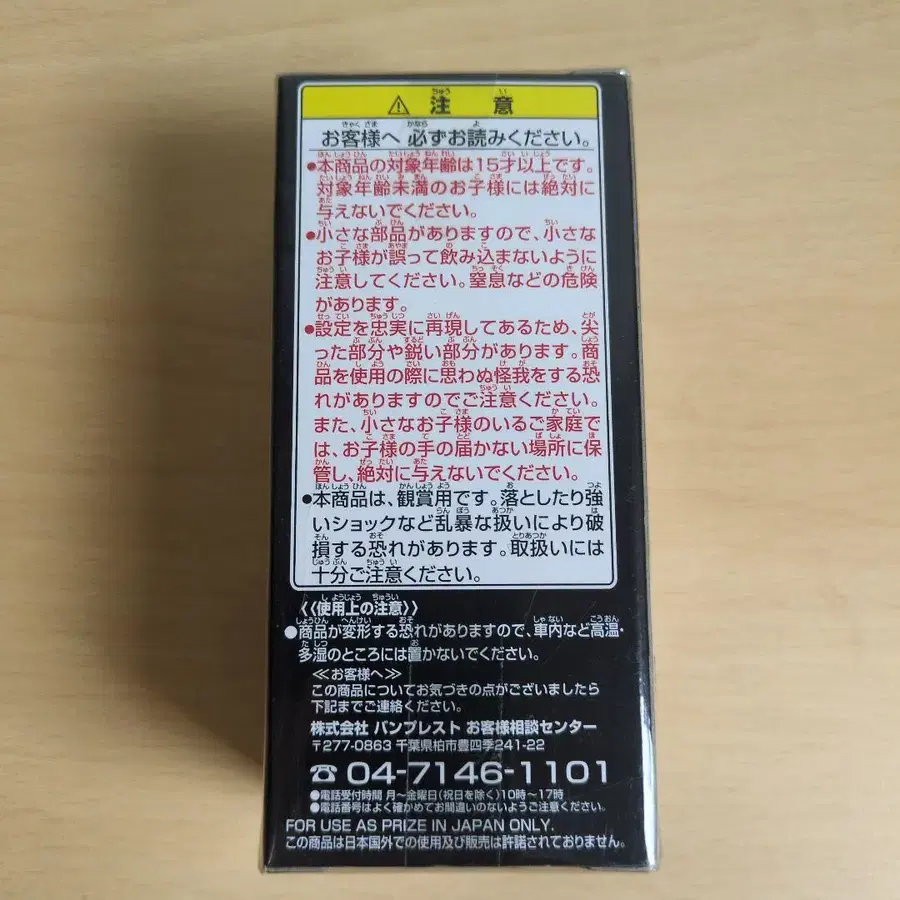 ⚠ 注意
お客様へ 必ずお読みください。
●本商品の対象年齢は15才以上です。
対象年齢未満のお子様には絶対に
与えないでください。
●小さな部品がありますので、小さな
お子様が誤って飲み込まないように
注意してください。窒息などの危険
があります。
●設定を忠実に再現してあるため、尖
った部分や鋭い部分があります。商
品を使用の際に思わぬ怪我をする恐
れがありますのでご注意ください。
また、小さなお子様のいるご家庭で
は、お子様の手の届かない場所に保
管し、絶対に与えないでください。
●本商品は、観賞用です。落としたり強
いショックなど乱暴な扱いにより破
損する恐れがあります。取扱いには
十分ご注意ください。
《使用上の注意》
●商品が変形する恐れがありますので、車内など高温・
多湿のところには置かないでください。
≪お客様へ≫
この商品についてお気づきの点がございましたら
下記までご連絡ください。
株式会社 バンプレスト お客様相談センター
〒277-0863 千葉県柏市豊四季241-22
☎ 04-7146-1101
●電話受付時間 月～金曜日(祝日を除く)10時～17時
●電話番号はよく確かめてお間違いのないようご注意ください。
FOR USE AS PRIZE IN JAPAN ONLY.
この商品は日本国外での使用及び販売は許諾されておりません。